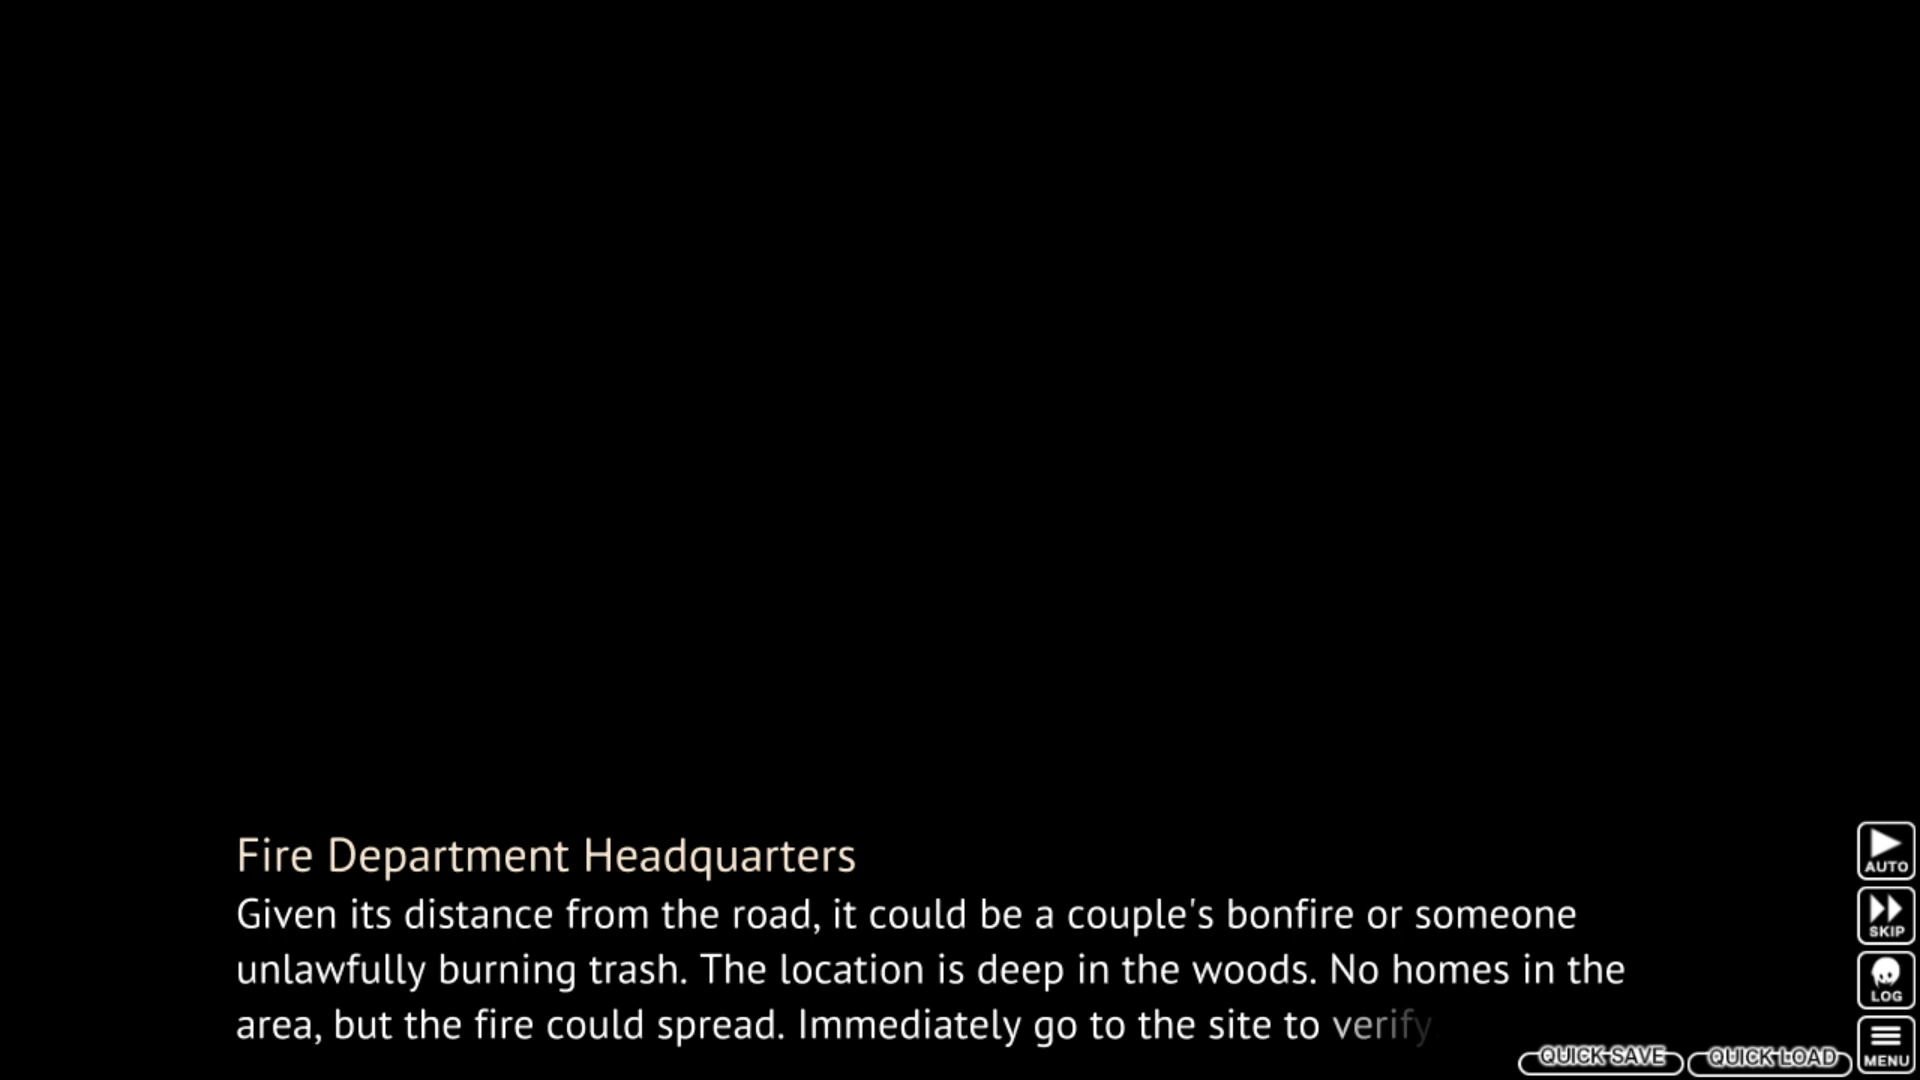 Fire Department Headquarters
Given its distance from the road, it could be a couple's bonfire or someone
unlawfully burning trash. The location is deep in the woods. No homes in the
area, but the fire could spread. Immediately go to the site to verify
AUTO
SKIP
LOG
MENU
QUICK SAVE
QUICK LOAD